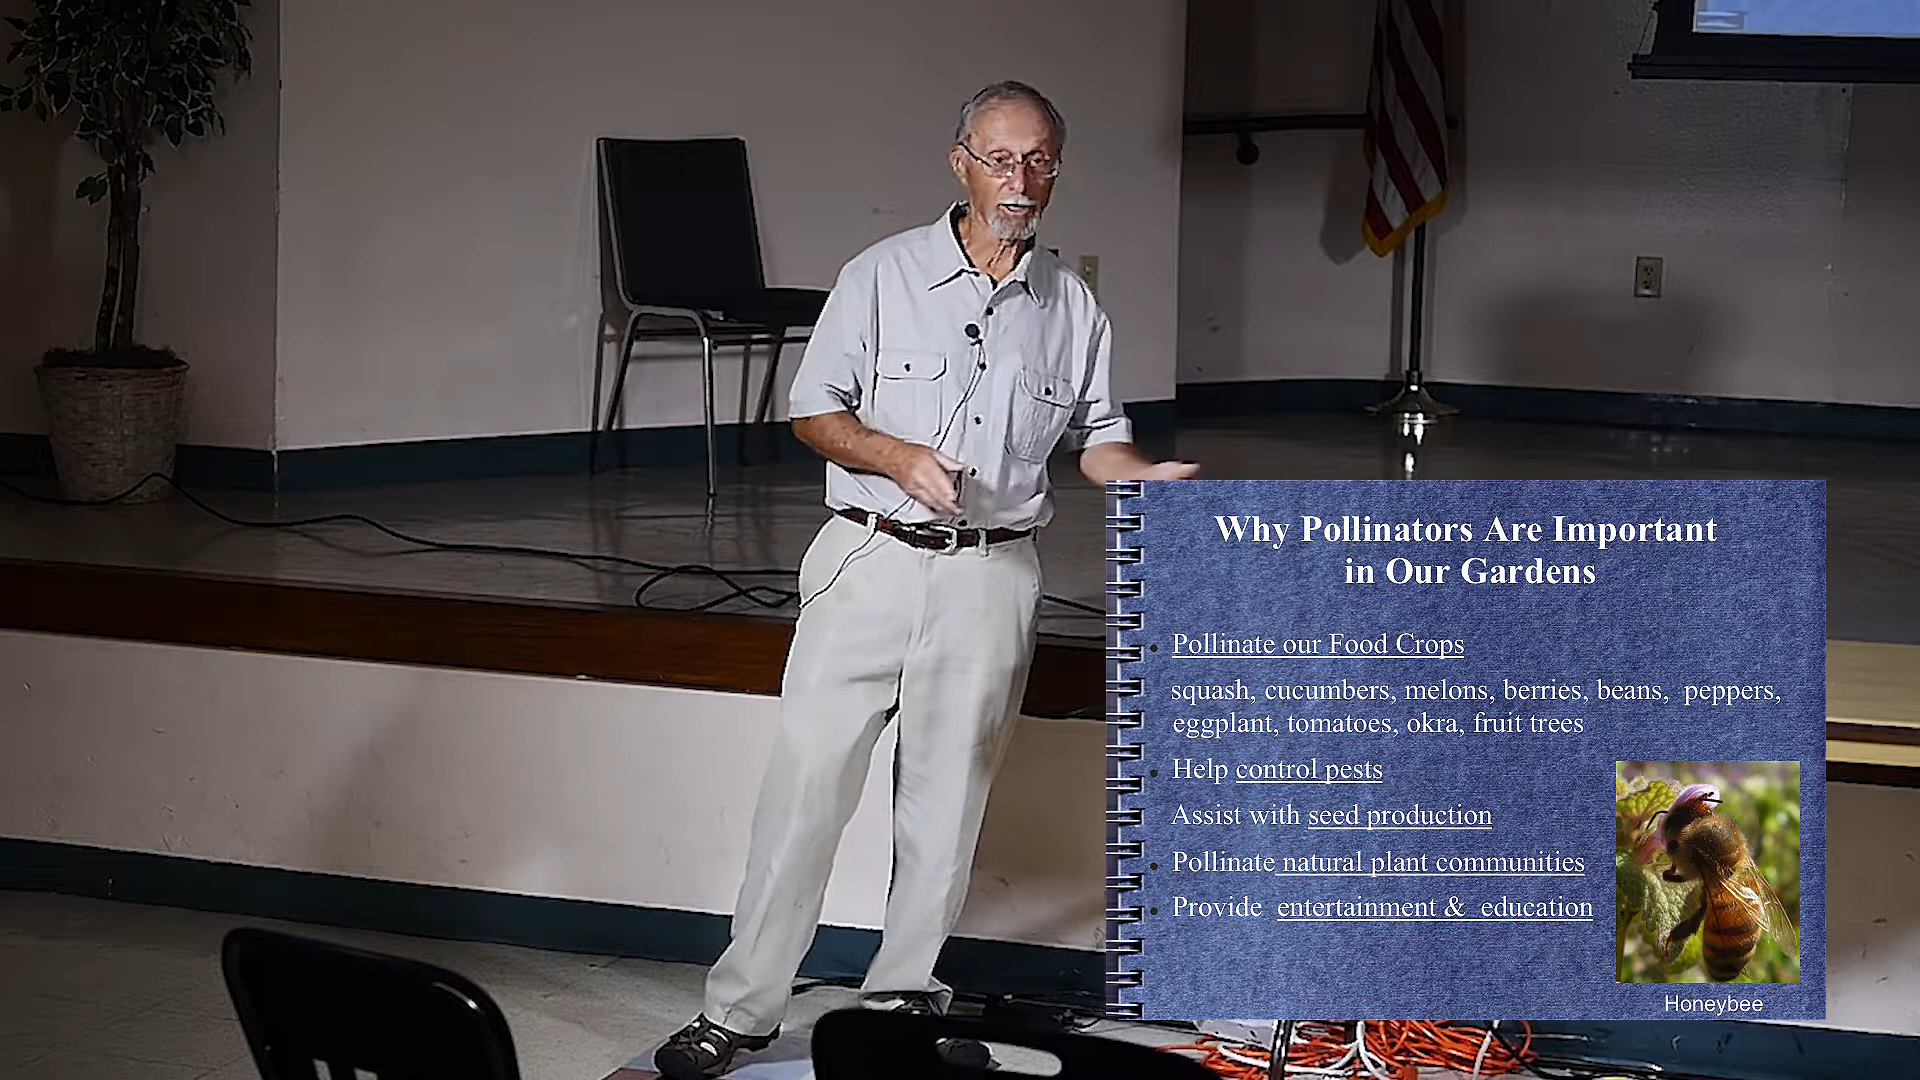 Why Pollinators Are Important
in Our Gardens
Pollinate our Food Crops
squash, cucumbers, melons, berries, beans, peppers,
eggplant, tomatoes, okra, fruit trees
Help control pests
Assist with seed production
Pollinate natural plant communities
Provide entertainment & education
Honeybee